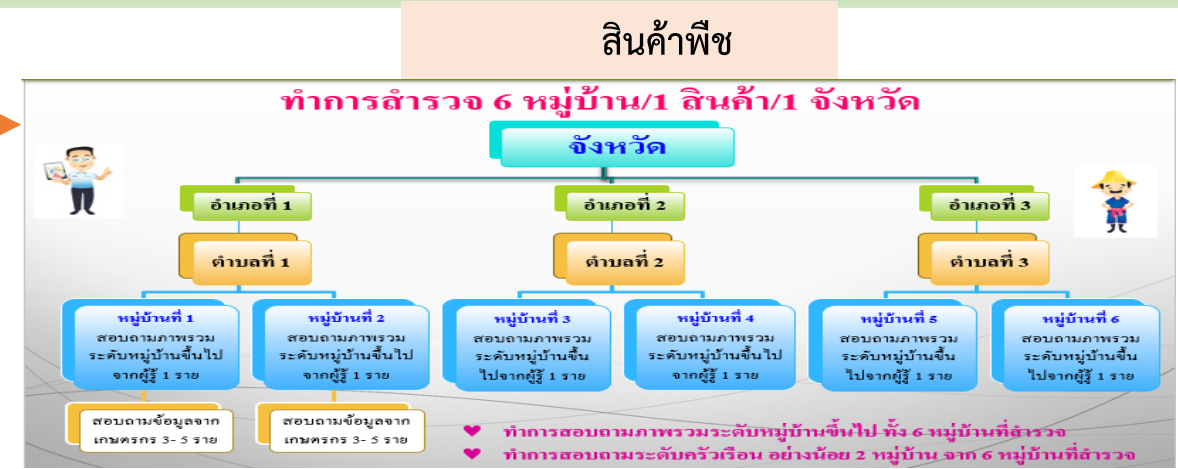 สินค้าพืช
ทำการสำรวจ 6 หมู่บ้าน/1 สินค้า/1 จังหวัด
จังหวัด
อำเภอที่ 1
อำเภอที่ 2
อำเภอที่ 3
ตำบลที่ 1
ตำบลที่ 2
ตำบลที่ 3
หมู่บ้านที่ 1
สอบถามภาพรวม
ระดับหมู่บ้านขึ้นไป
จากผู้รู้ 1 ราย
หมู่บ้านที่ 2
สอบถามภาพรวม
ระดับหมู่บ้านขึ้นไป
จากผู้รู้ 1 ราย
หมู่บ้านที่ 3
สอบถามภาพรวม
ระดับหมู่บ้านขึ้น
ไปจากผู้รู้ 1 ราย
หมู่บ้านที่ 4
สอบถามภาพรวม
ระดับหมู่บ้านขึ้นไป
จากผู้รู้ 1 ราย
หมู่บ้านที่ 5
สอบถามภาพรวม
ระดับหมู่บ้านขึ้น
ไปจากผู้รู้ 1 ราย
หมู่บ้านที่ 6
สอบถามภาพรวม
ระดับหมู่บ้านขึ้น
ไปจากผู้รู้ 1 ราย
สอบถามข้อมูลจาก
เกษตรกร 3- 5 ราย
สอบถามข้อมูลจาก
เกษตรกร 3- 5 ราย
❤ ทำการสอบถามภาพรวมระดับหมู่บ้านขึ้นไป ทั้ง 6 หมู่บ้านที่สำรวจ
❤ ทำการสอบถามระดับครัวเรือน อย่างน้อย 2 หมู่บ้าน จาก 6 หมู่บ้านที่สำรวจ